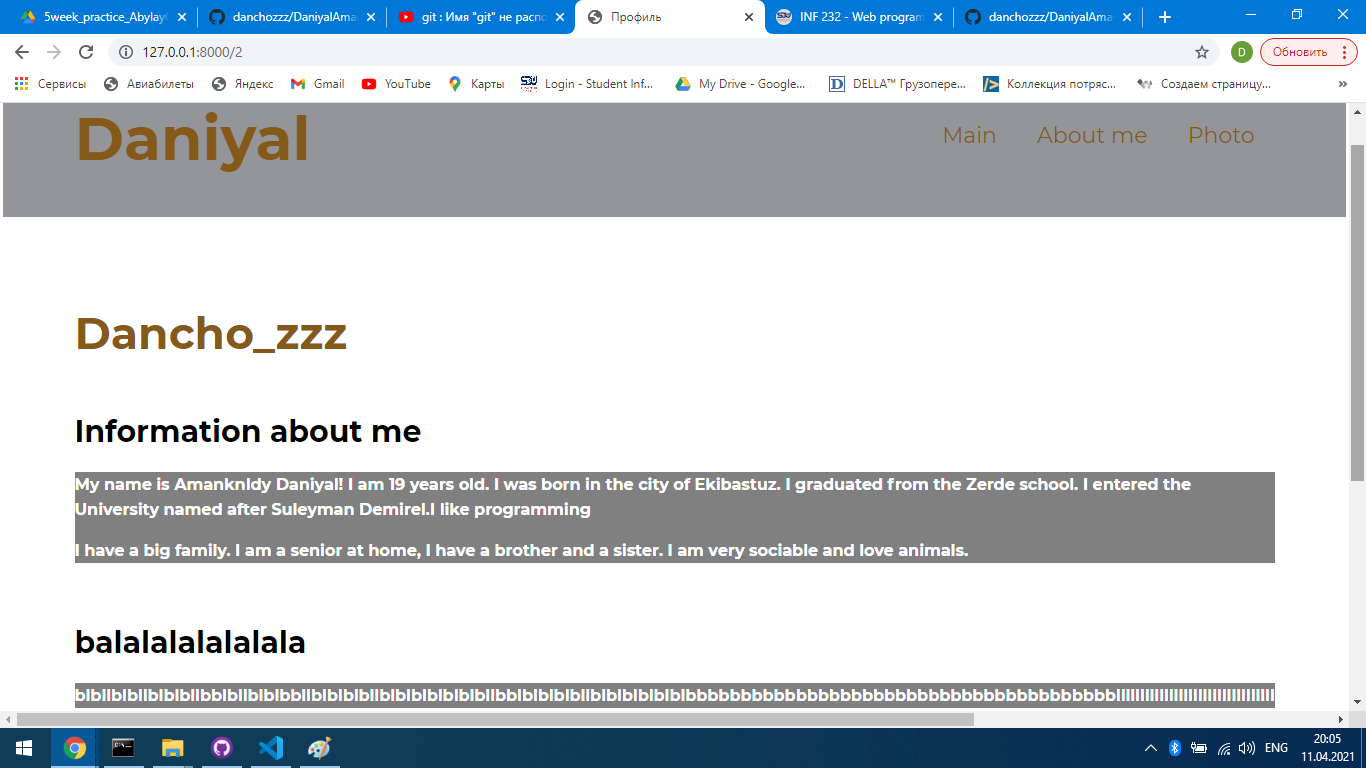 5week_practice_Abylay
danchozzz/DaniyalAma
git : Имя "git" не распо
Профиль
INF 232 - Web program
danchozzz/DaniyalAma
127.0.0.1:8000/2
D
Обновить
Сервисы
Авиабилеты
Яндекс
Gmail
YouTube
Карты
Login - Student Inf...
My Drive - Google...
DELLA™ Грузопере...
Коллекция потряс...
Создаем страницу...
Daniyal
Main About me Photo
Dancho_zzz
Information about me
My name is Amanknldy Daniyal! I am 19 years old. I was born in the city of Ekibastuz. I graduated from the Zerde school. I entered the
University named after Suleyman Demirel.I like programming
I have a big family. I am a senior at home, I have a brother and a sister. I am very sociable and love animals.
balalalalalalala
ENG
20:05
11.04.2021